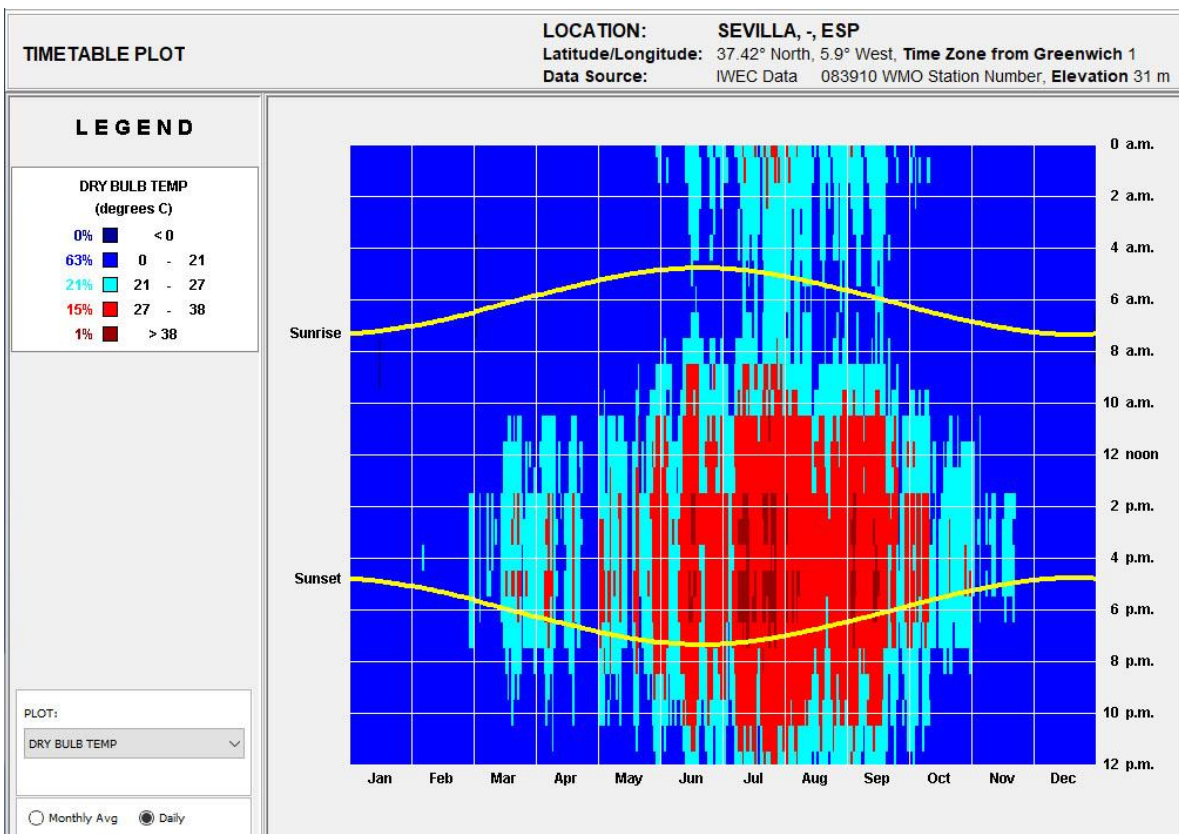 TIMETABLE PLOT
LOCATION: SEVILLA, -, ESP
Latitude/Longitude: 37.42° North, 5.9° West, Time Zone from Greenwich 1
Data Source: IWEC Data 083910 WMO Station Number, Elevation 31 m
LEGEND
DRY BULB TEMP
(degrees C)
0% < 0
63% 0 - 21
21% 21 - 27
15% 27 - 38
1% > 38
PLOT:
DRY BULB TEMP
Monthly Avg Daily
Sunrise
Sunset
0 a.m.
2 a.m.
4 a.m.
6 a.m.
8 a.m.
10 a.m.
12 noon
2 p.m.
4 p.m.
6 p.m.
8 p.m.
10 p.m.
12 p.m.
Jan Feb Mar Apr May Jun Jul Aug Sep Oct Nov Dec